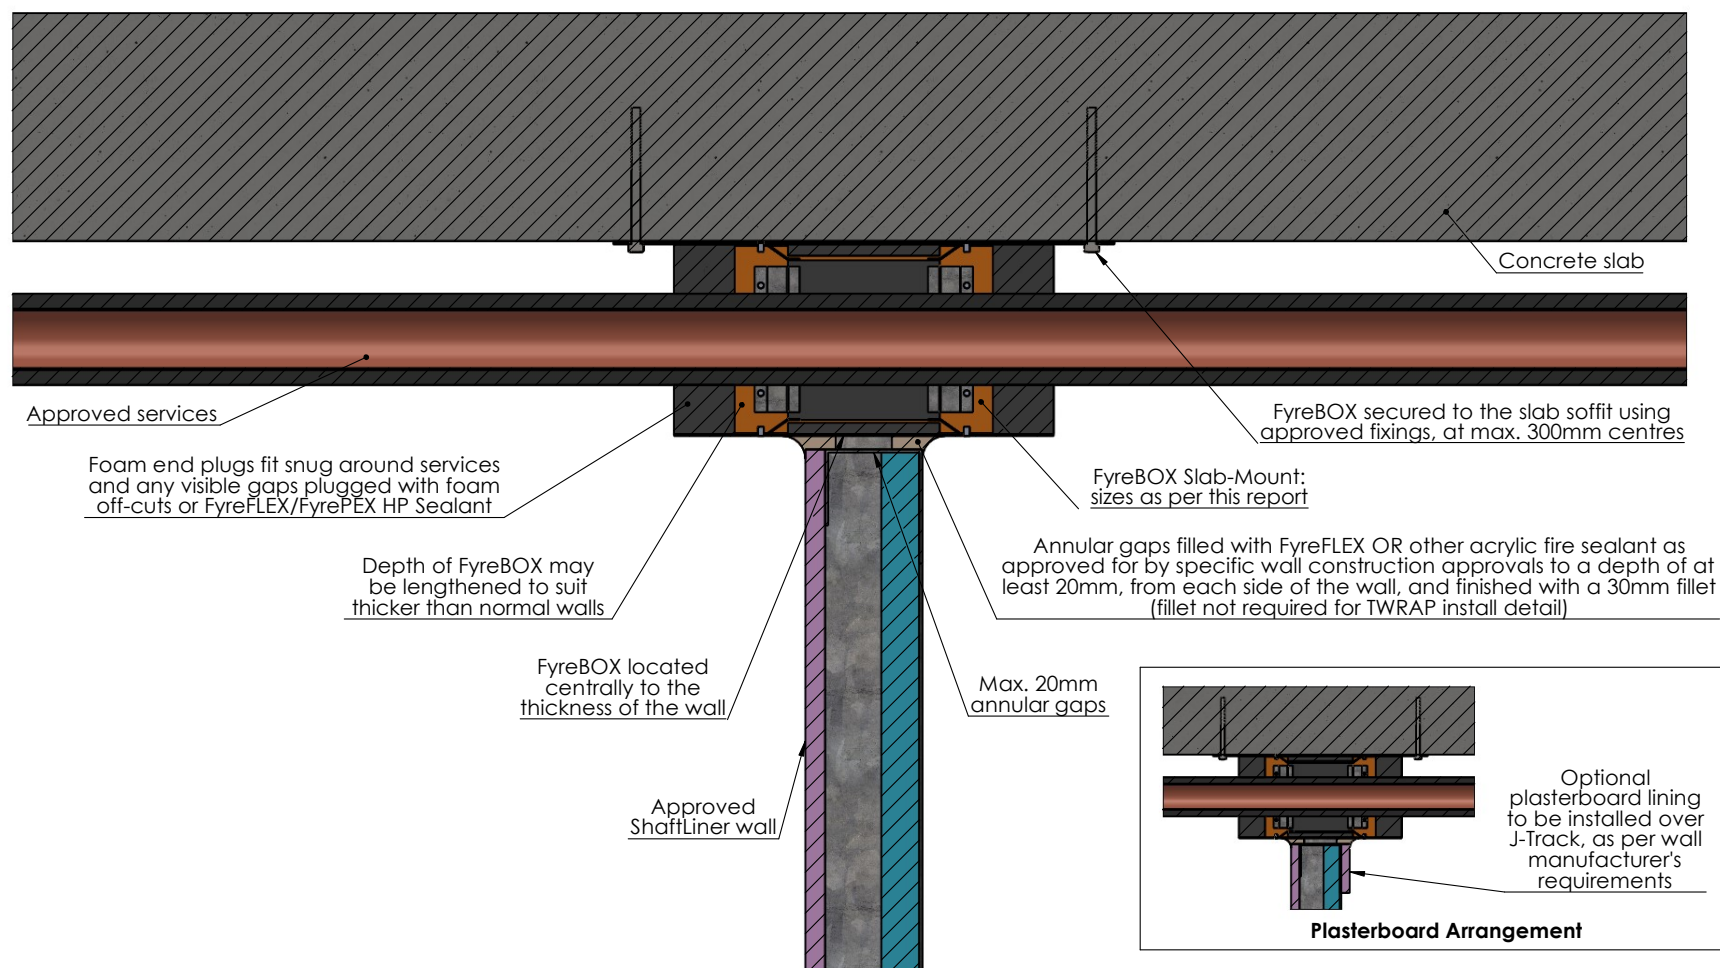 Concrete slab
Approved services
FyreBOX secured to the slab soffit using
approved fixings, at max. 300mm centres
Foam end plugs fit snug around services
and any visible gaps plugged with foam
off-cuts or FyreFLEX/FyrePEX HP Sealant
FyreBOX Slab-Mount:
sizes as per this report
Depth of FyreBOX may
be lengthened to suit
thicker than normal walls
Annular gaps filled with FyreFLEX OR other acrylic fire sealant as
approved for by specific wall construction approvals to a depth of at
least 20mm, from each side of the wall, and finished with a 30mm fillet
(fillet not required for TWRAP install detail)
FyreBOX located
centrally to the
thickness of the wall
Max. 20mm
annular gaps
Approved
ShaftLiner wall
Optional
plasterboard lining
to be installed over
J-Track, as per wall
manufacturer's
requirements
Plasterboard Arrangement